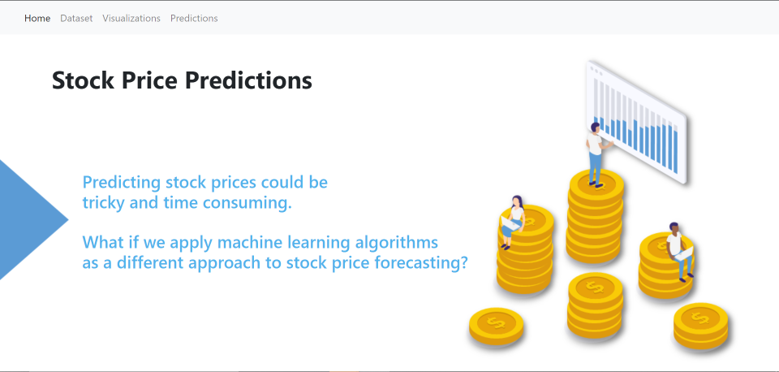 Home Dataset Visualizations Predictions
Stock Price Predictions
Predicting stock prices could be
tricky and time consuming.
What if we apply machine learning algorithms
as a different approach to stock price forecasting?
$
$
$
$
$
$